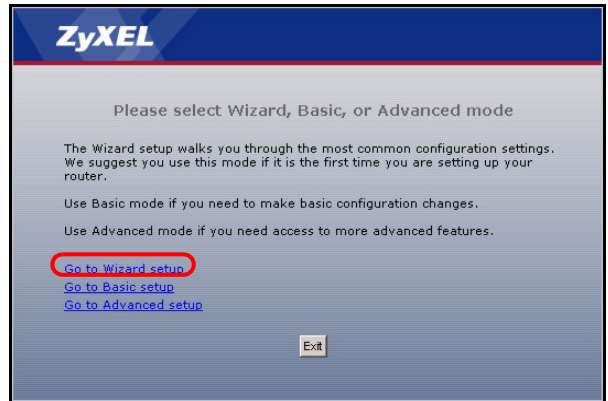 ZyXEL
Please select Wizard, Basic, or Advanced mode
The Wizard setup walks you through the most common configuration settings.
We suggest you use this mode if it is the first time you are setting up your
router.
Use Basic mode if you need to make basic configuration changes.
Use Advanced mode if you need access to more advanced features.
Go to Wizard setup
Go to Basic setup
Go to Advanced setup
Exit